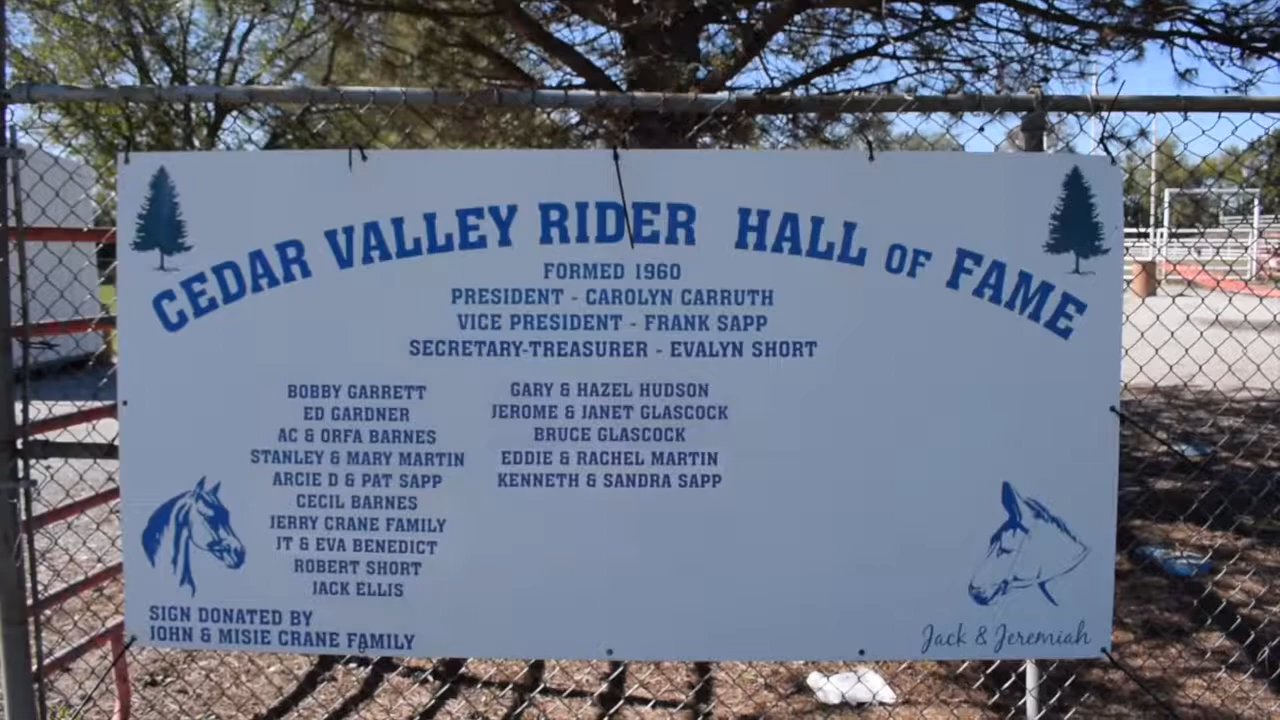 CEDAR VALLEY RIDER HALL OF FAME
FORMED 1960
PRESIDENT - CAROLYN CARRUTH
VICE PRESIDENT - FRANK SAPP
SECRETARY-TREASURER - EVALYN SHORT
BOBBY GARRETT
ED GARDNER
AC & ORFA BARNES
STANLEY & MARY MARTIN
ARCIE D & PAT SAPP
CECIL BARNES
JERRY CRANE FAMILY
JT & EVA BENEDICT
ROBERT SHORT
JACK ELLIS
GARY & HAZEL HUDSON
JEROME & JANET GLASCOCK
BRUCE GLASCOCK
EDDIE & RACHEL MARTIN
KENNETH & SANDRA SAPP
SIGN DONATED BY
JOHN & MISIE CRANE FAMILY
Jack & Jeremiah